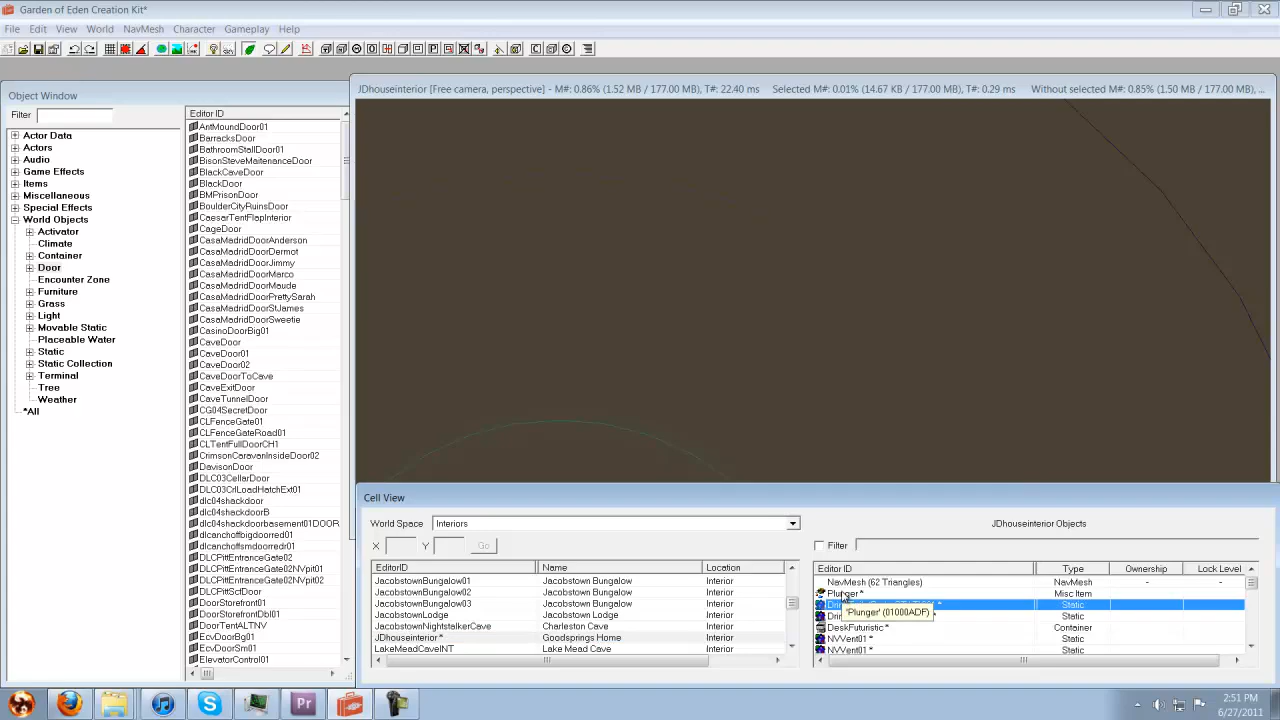 Garden of Eden Creation Kit*
File Edit View World NavMesh Character Gameplay Help
Object Window
Filter
Actor Data
Actors
Audio
Game Effects
Items
Miscellaneous
Special Effects
World Objects
Activator
Climate
Container
Door
Encounter Zone
Furniture
Grass
Light
Movable Static
Placeable Water
Static
Static Collection
Terminal
Tree
Weather
*All
Editor ID
AntMoundDoor01
BarracksDoor
BathroomStallDoor01
BisonSteveMaitenanceDoor
BlackCaveDoor
BlackDoor
BMPrisonDoor
BoulderCityRuinsDoor
CaesarTentFlapInterior
CageDoor
CasaMadridDoorAnderson
CasaMadridDoorDermot
CasaMadridDoorJimmy
CasaMadridDoorMarco
CasaMadridDoorMaude
CasaMadridDoorPrettySarah
CasaMadridDoorStJames
CasaMadridDoorSweetie
CasinoDoorBig01
CaveDoor
CaveDoor01
CaveDoor02
CaveDoorToCave
CaveExitDoor
CaveTunnelDoor
CG04SecretDoor
CLFenceGate01
CLFenceGateRoad01
CLTentFullDoorCH1
CrimsonCaravanInsideDoor02
DavisonDoor
DLC03CellarDoor
DLC03CrlLoadHatchExt01
dlc04shackdoor
dlc04shackdoorB
dlc04shackdoorbasement01DOOR
dlcanchoffbigdoorred01
dlcanchoffsmdoorredr01
DLCPittEntranceGate02
DLCPittEntranceGate02NVpit01
DLCPittEntranceGate02NVpit02
DLCPittSctDoor
DoorStorefront01
DoorStorefrontDbl01
DoorTentALTNV
EcvDoorBg01
EcvDoorSm01
ElevatorControl01
JDhouseinterior [Free camera, perspective] - M#: 0.86% (1.52 MB / 177.00 MB), T#: 22.40 ms Selected M#: 0.01% (14.67 KB / 177.00 MB), T#: 0.29 ms Without selected M#: 0.85% (1.50 MB / 177.00 MB), ...
Cell View
World Space Interiors
X Y Go
EditorID Name Location
JacobstownBungalow01 Jacobstown Bungalow Interior
JacobstownBungalow02 Jacobstown Bungalow Interior
JacobstownBungalow03 Jacobstown Bungalow Interior
JacobstownLodge Jacobstown Lodge Interior
JacobstownNightstalkerCave Charleston Cave Interior
JDhouseinterior * Goodsprings Home Interior
LakeMeadCaveINT Lake Mead Cave Interior
JDhouseinterior Objects
Filter
Editor ID Type Ownership Lock Level
NavMesh (62 Triangles) NavMesh - -
Plunger * Misc Item
Static
'Plunger' (01000ADF)
Static
DeskFuturistic * Container
NVVent01 * Static
NVVent01 * Static
2:51 PM
6/27/2011